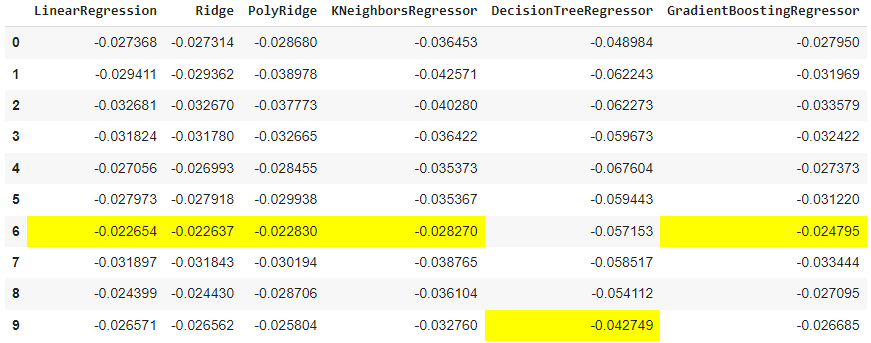 LinearRegression Ridge PolyRidge KNeighborsRegressor DecisionTreeRegressor GradientBoostingRegressor
0 -0.027368 -0.027314 -0.028680 -0.036453 -0.048984 -0.027950
1 -0.029411 -0.029362 -0.038978 -0.042571 -0.062243 -0.031969
2 -0.032681 -0.032670 -0.037773 -0.040280 -0.062273 -0.033579
3 -0.031824 -0.031780 -0.032665 -0.036422 -0.059673 -0.032422
4 -0.027056 -0.026993 -0.028455 -0.035373 -0.067604 -0.027373
5 -0.027973 -0.027918 -0.029938 -0.035367 -0.059443 -0.031220
6 -0.022654 -0.022637 -0.022830 -0.028270 -0.057153 -0.024795
7 -0.031897 -0.031843 -0.030194 -0.038765 -0.058517 -0.033444
8 -0.024399 -0.024430 -0.028706 -0.036104 -0.054112 -0.027095
9 -0.026571 -0.026562 -0.025804 -0.032760 -0.042749 -0.026685